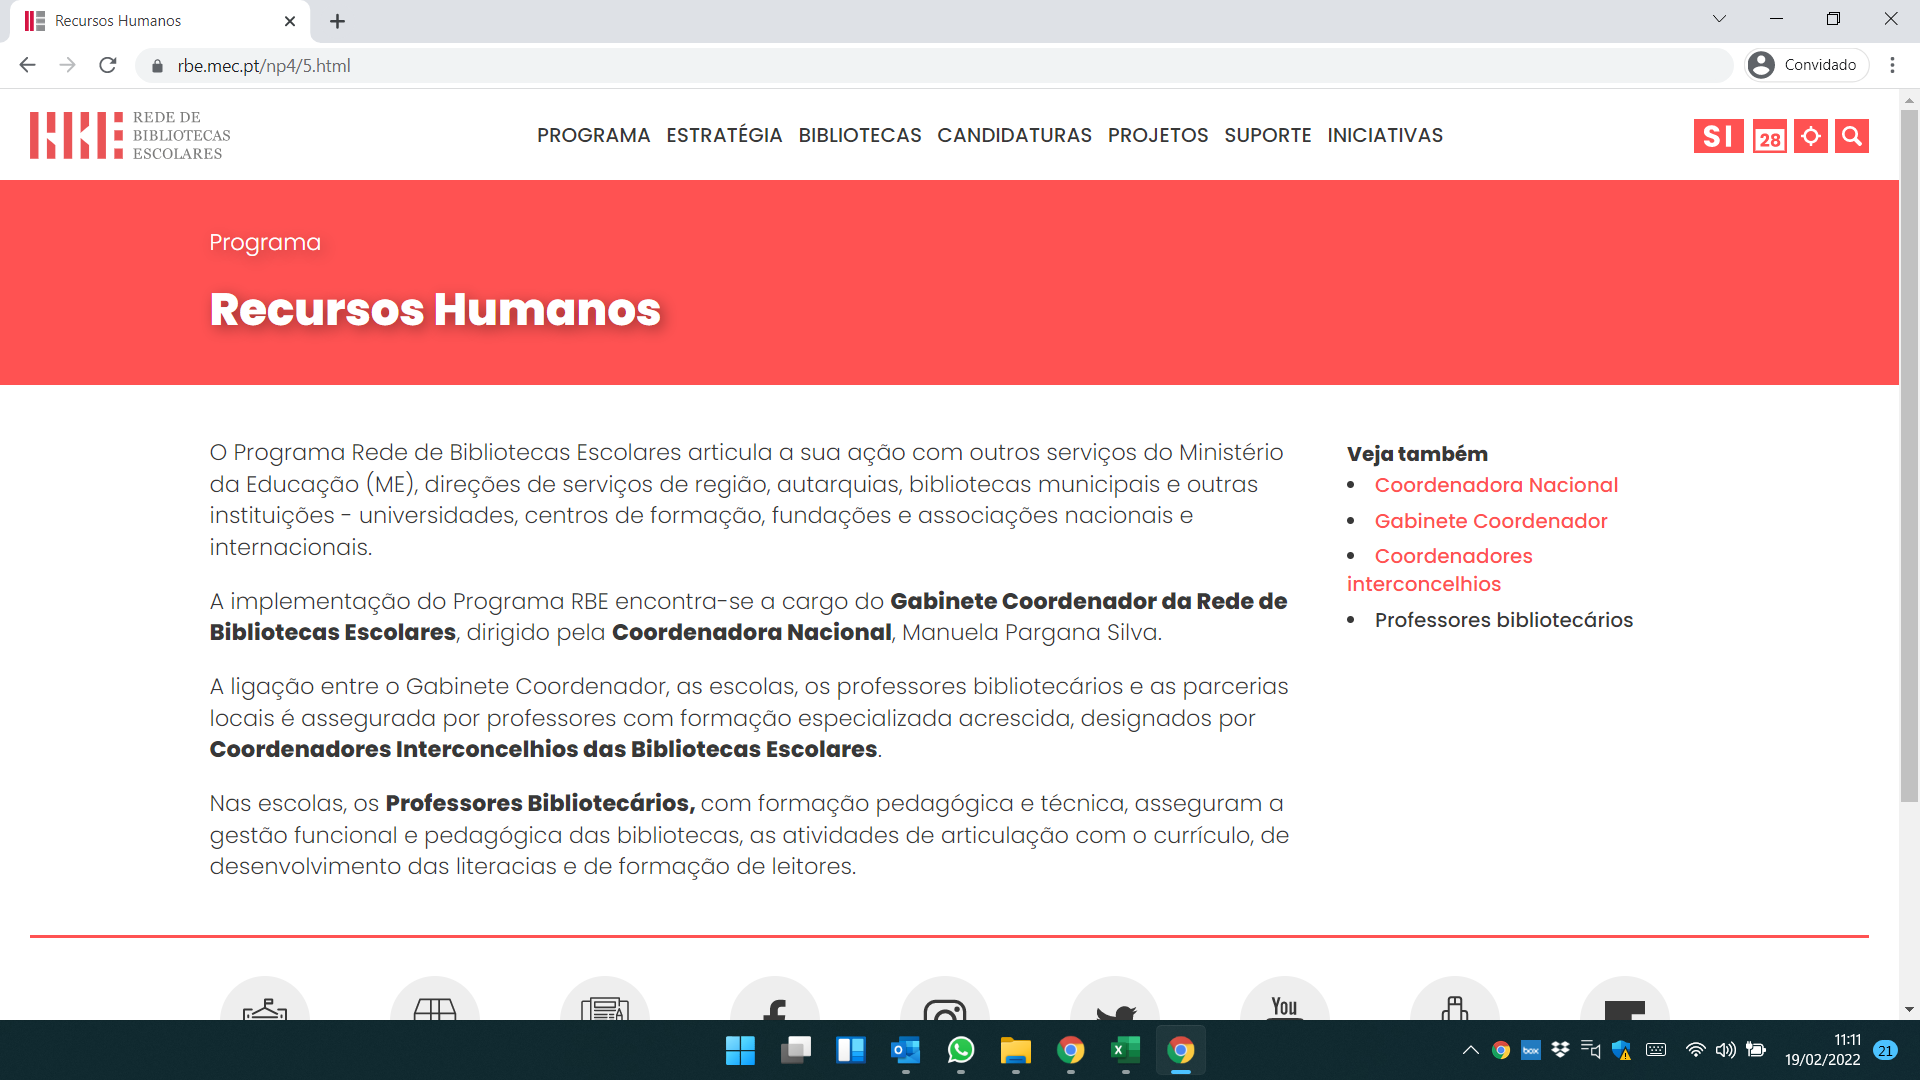 Recursos Humanos
rbe.mec.pt/np4/5.html
Convidado
REDE DE
BIBLIOTECAS
ESCOLARES
PROGRAMA ESTRATÉGIA BIBLIOTECAS CANDIDATURAS PROJETOS SUPORTE INICIATIVAS
SI
28
Programa
Recursos Humanos
O Programa Rede de Bibliotecas Escolares articula a sua ação com outros serviços do Ministério
da Educação (ME), direções de serviços de região, autarquias, bibliotecas municipais e outras
instituições - universidades, centros de formação, fundações e associações nacionais e
internacionais.
A implementação do Programa RBE encontra-se a cargo do Gabinete Coordenador da Rede de
Bibliotecas Escolares, dirigido pela Coordenadora Nacional, Manuela Pargana Silva.
A ligação entre o Gabinete Coordenador, as escolas, os professores bibliotecários e as parcerias
locais é assegurada por professores com formação especializada acrescida, designados por
Coordenadores Interconcelhios das Bibliotecas Escolares.
Nas escolas, os Professores Bibliotecários, com formação pedagógica e técnica, asseguram a
gestão funcional e pedagógica das bibliotecas, as atividades de articulação com o currículo, de
desenvolvimento das literacias e de formação de leitores.
Veja também
Coordenadora Nacional
Gabinete Coordenador
Coordenadores
interconcelhios
Professores bibliotecários
You
box
11:11
19/02/2022
21